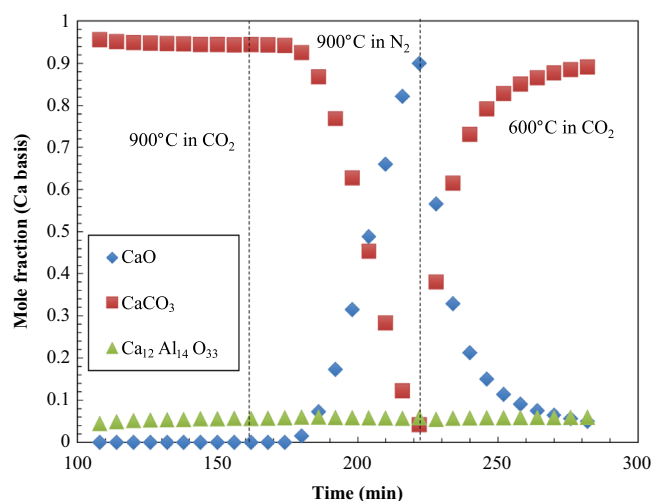 1
0.9
0.8
0.7
0.6
0.5
0.4
0.3
0.2
0.1
0
Mole fraction (Ca basis)
900°C in N₂
900°C in CO₂
600°C in CO₂
CaO
CaCO₃
Ca₁₂ Al₁₄ O₃₃
100 150 200 250 300
Time (min)